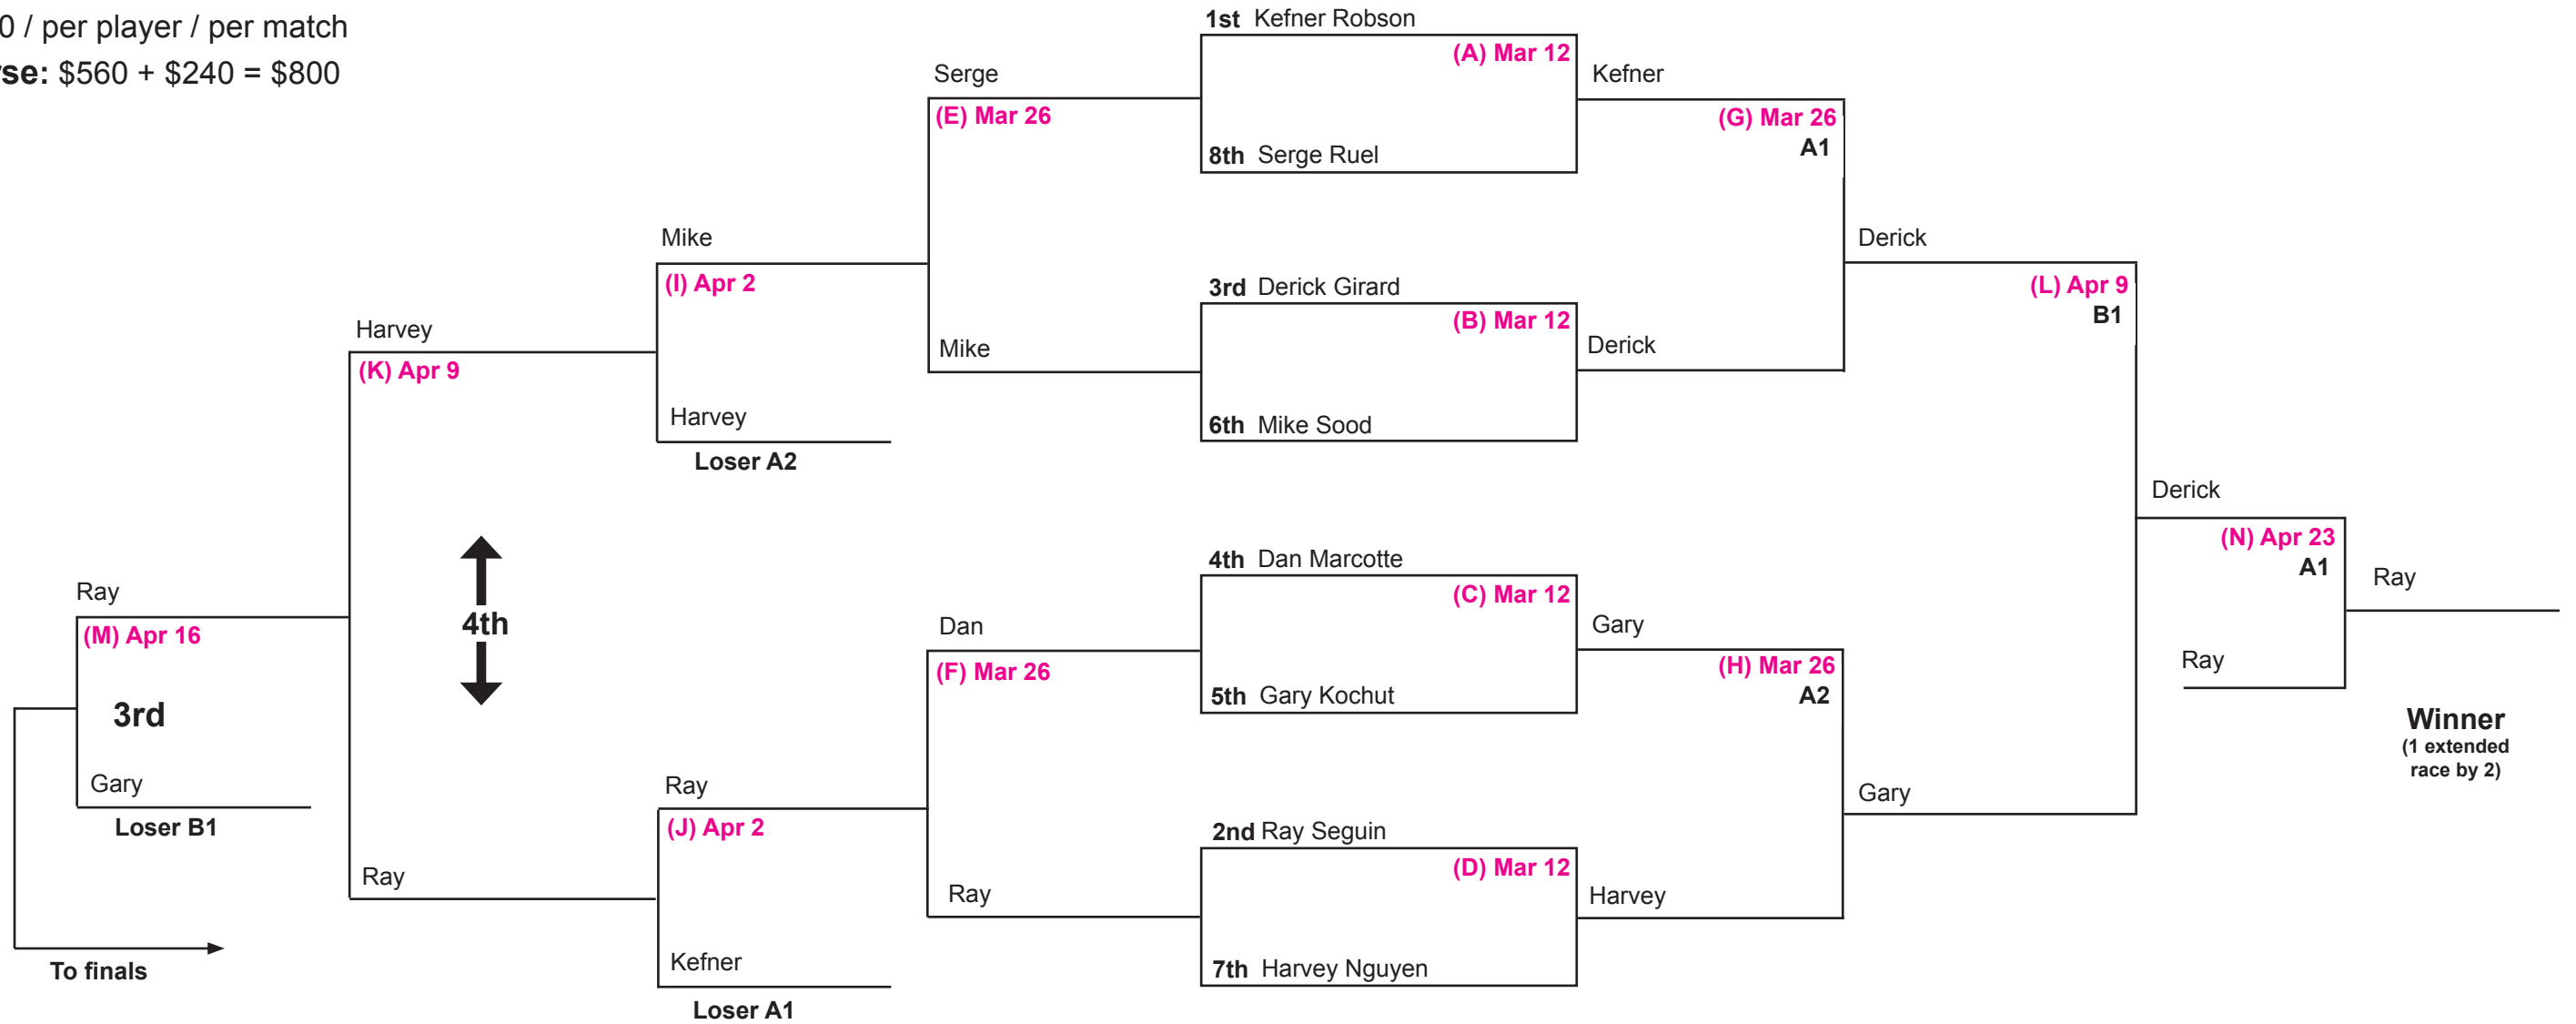 0 / per player / per match
se: $560 + $240 = $800
1st Kefner Robson
(A) Mar 12
8th Serge Ruel
Serge
(E) Mar 26
Kefner
(G) Mar 26
A1
Mike
(I) Apr 2
Derick
(L) Apr 9
B1
3rd Derick Girard
(B) Mar 12
6th Mike Sood
Harvey
(K) Apr 9
Mike
Derick
Harvey
Loser A2
Derick
(N) Apr 23
A1
Ray
Ray
Winner
(1 extended
race by 2)
4th Dan Marcotte
(C) Mar 12
5th Gary Kochut
Ray
(M) Apr 16
3rd
Gary
Loser B1
4th
Dan
(F) Mar 26
Gary
(H) Mar 26
A2
Ray
(J) Apr 2
Gary
2nd Ray Seguin
(D) Mar 12
7th Harvey Nguyen
Ray
Ray
Harvey
Kefner
Loser A1
To finals